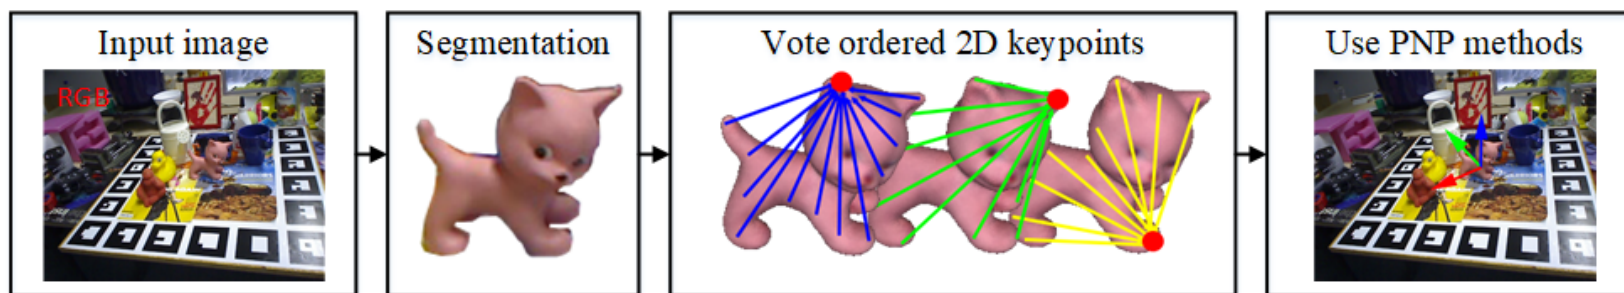 Input image
RGB
Segmentation
Vote ordered 2D keypoints
Use PNP methods